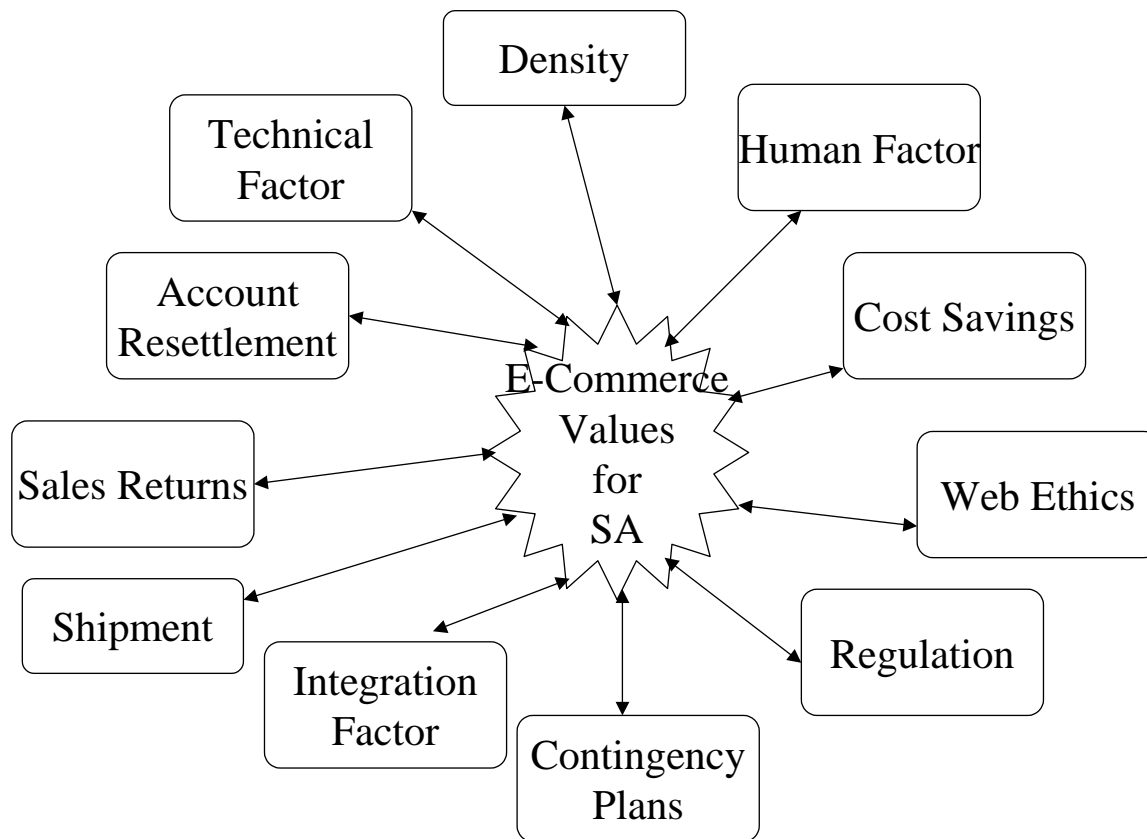 Density
Technical
Factor
Human Factor
Account
Resettlement
Cost Savings
E-Commerce
Values
for
SA
Sales Returns
Web Ethics
Shipment
Integration
Factor
Regulation
Contingency
Plans